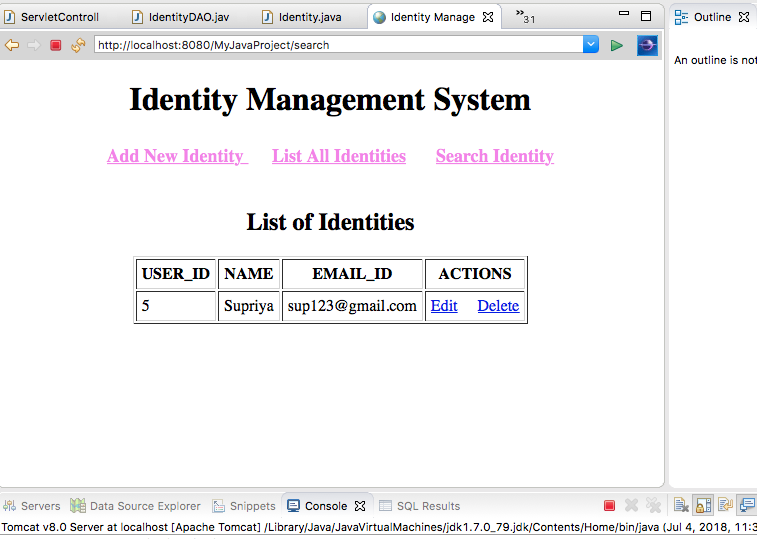 ServletControll IdentityDAO.jav Identity.java Identity Manage »31 Outline
http://localhost:8080/MyJavaProject/search
An outline is not
Identity Management System
Add New Identity List All Identities Search Identity
List of Identities
USER_ID NAME EMAIL_ID ACTIONS
5 Supriya sup123@gmail.com Edit Delete
Servers Data Source Explorer Snippets Console SQL Results
Tomcat v8.0 Server at localhost [Apache Tomcat] /Library/Java/JavaVirtualMachines/jdk1.7.0_79.jdk/Contents/Home/bin/java (Jul 4, 2018, 11:3